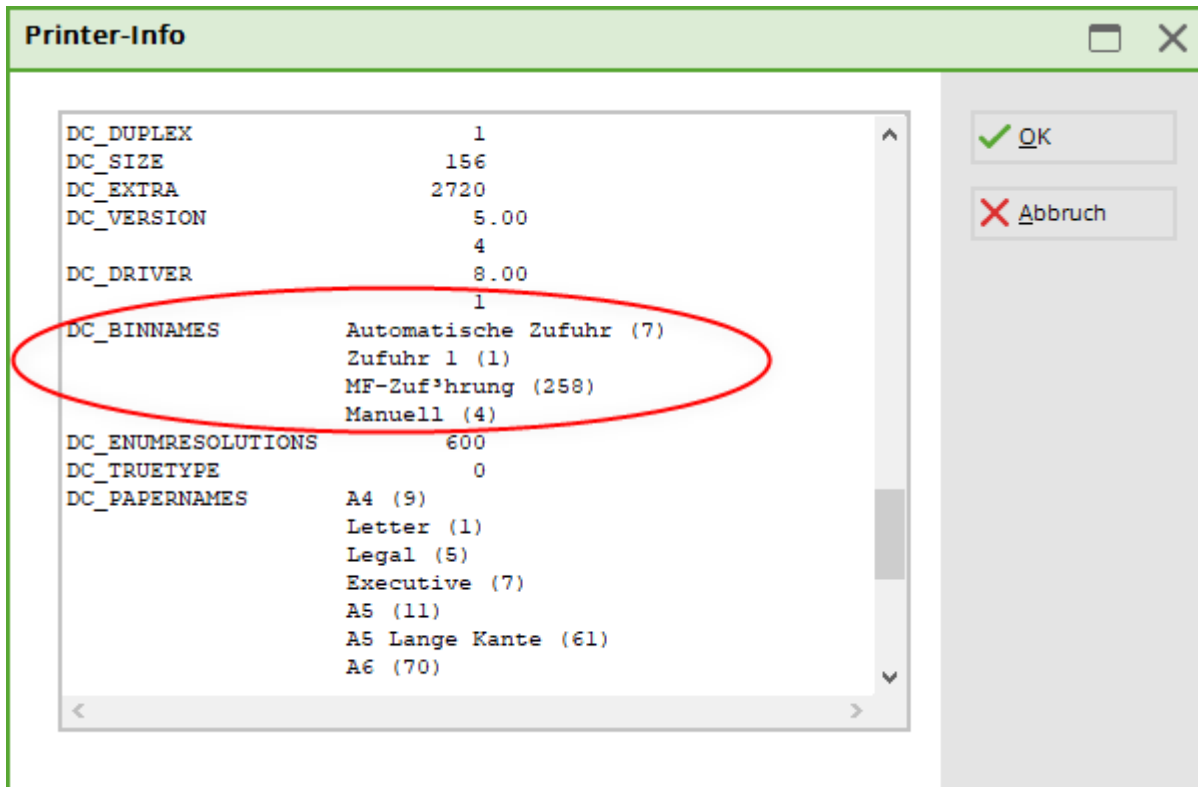 Printer-Info
DC_DUPLEX 1
DC_SIZE 156
DC_EXTRA 2720
DC_VERSION 5.00
4
DC_DRIVER 8.00
1
DC_BINNAMES Automatische Zufuhr (7)
Zufuhr 1 (1)
MF-Zuf³hrung (258)
Manuell (4)
DC_ENUMRESOLUTIONS 600
DC_TRUETYPE 0
DC_PAPERNAMES A4 (9)
Letter (1)
Legal (5)
Executive (7)
A5 (11)
A5 Lange Kante (61)
A6 (70)
OK
Abbruch